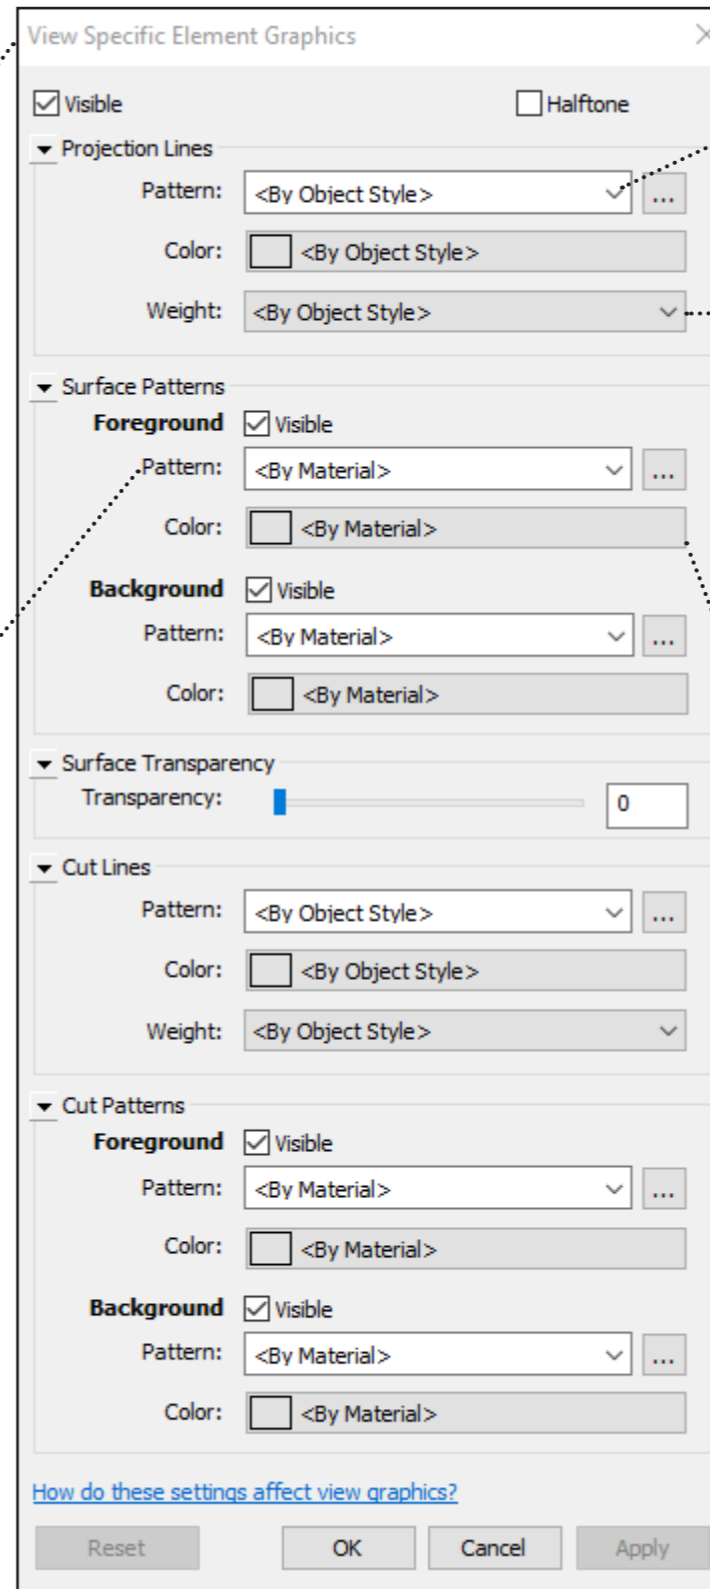 View Specific Element Graphics
Visible Halftone
Projection Lines
Pattern: <By Object Style> ...
Color: <By Object Style>
Weight: <By Object Style>
Surface Patterns
Foreground Visible
Pattern: <By Material> ...
Color: <By Material>
Background Visible
Pattern: <By Material> ...
Color: <By Material>
Surface Transparency
Transparency: 0
Cut Lines
Pattern: <By Object Style> ...
Color: <By Object Style>
Weight: <By Object Style>
Cut Patterns
Foreground Visible
Pattern: <By Material> ...
Color: <By Material>
Background Visible
Pattern: <By Material> ...
Color: <By Material>
How do these settings affect view graphics?
Reset OK Cancel Apply